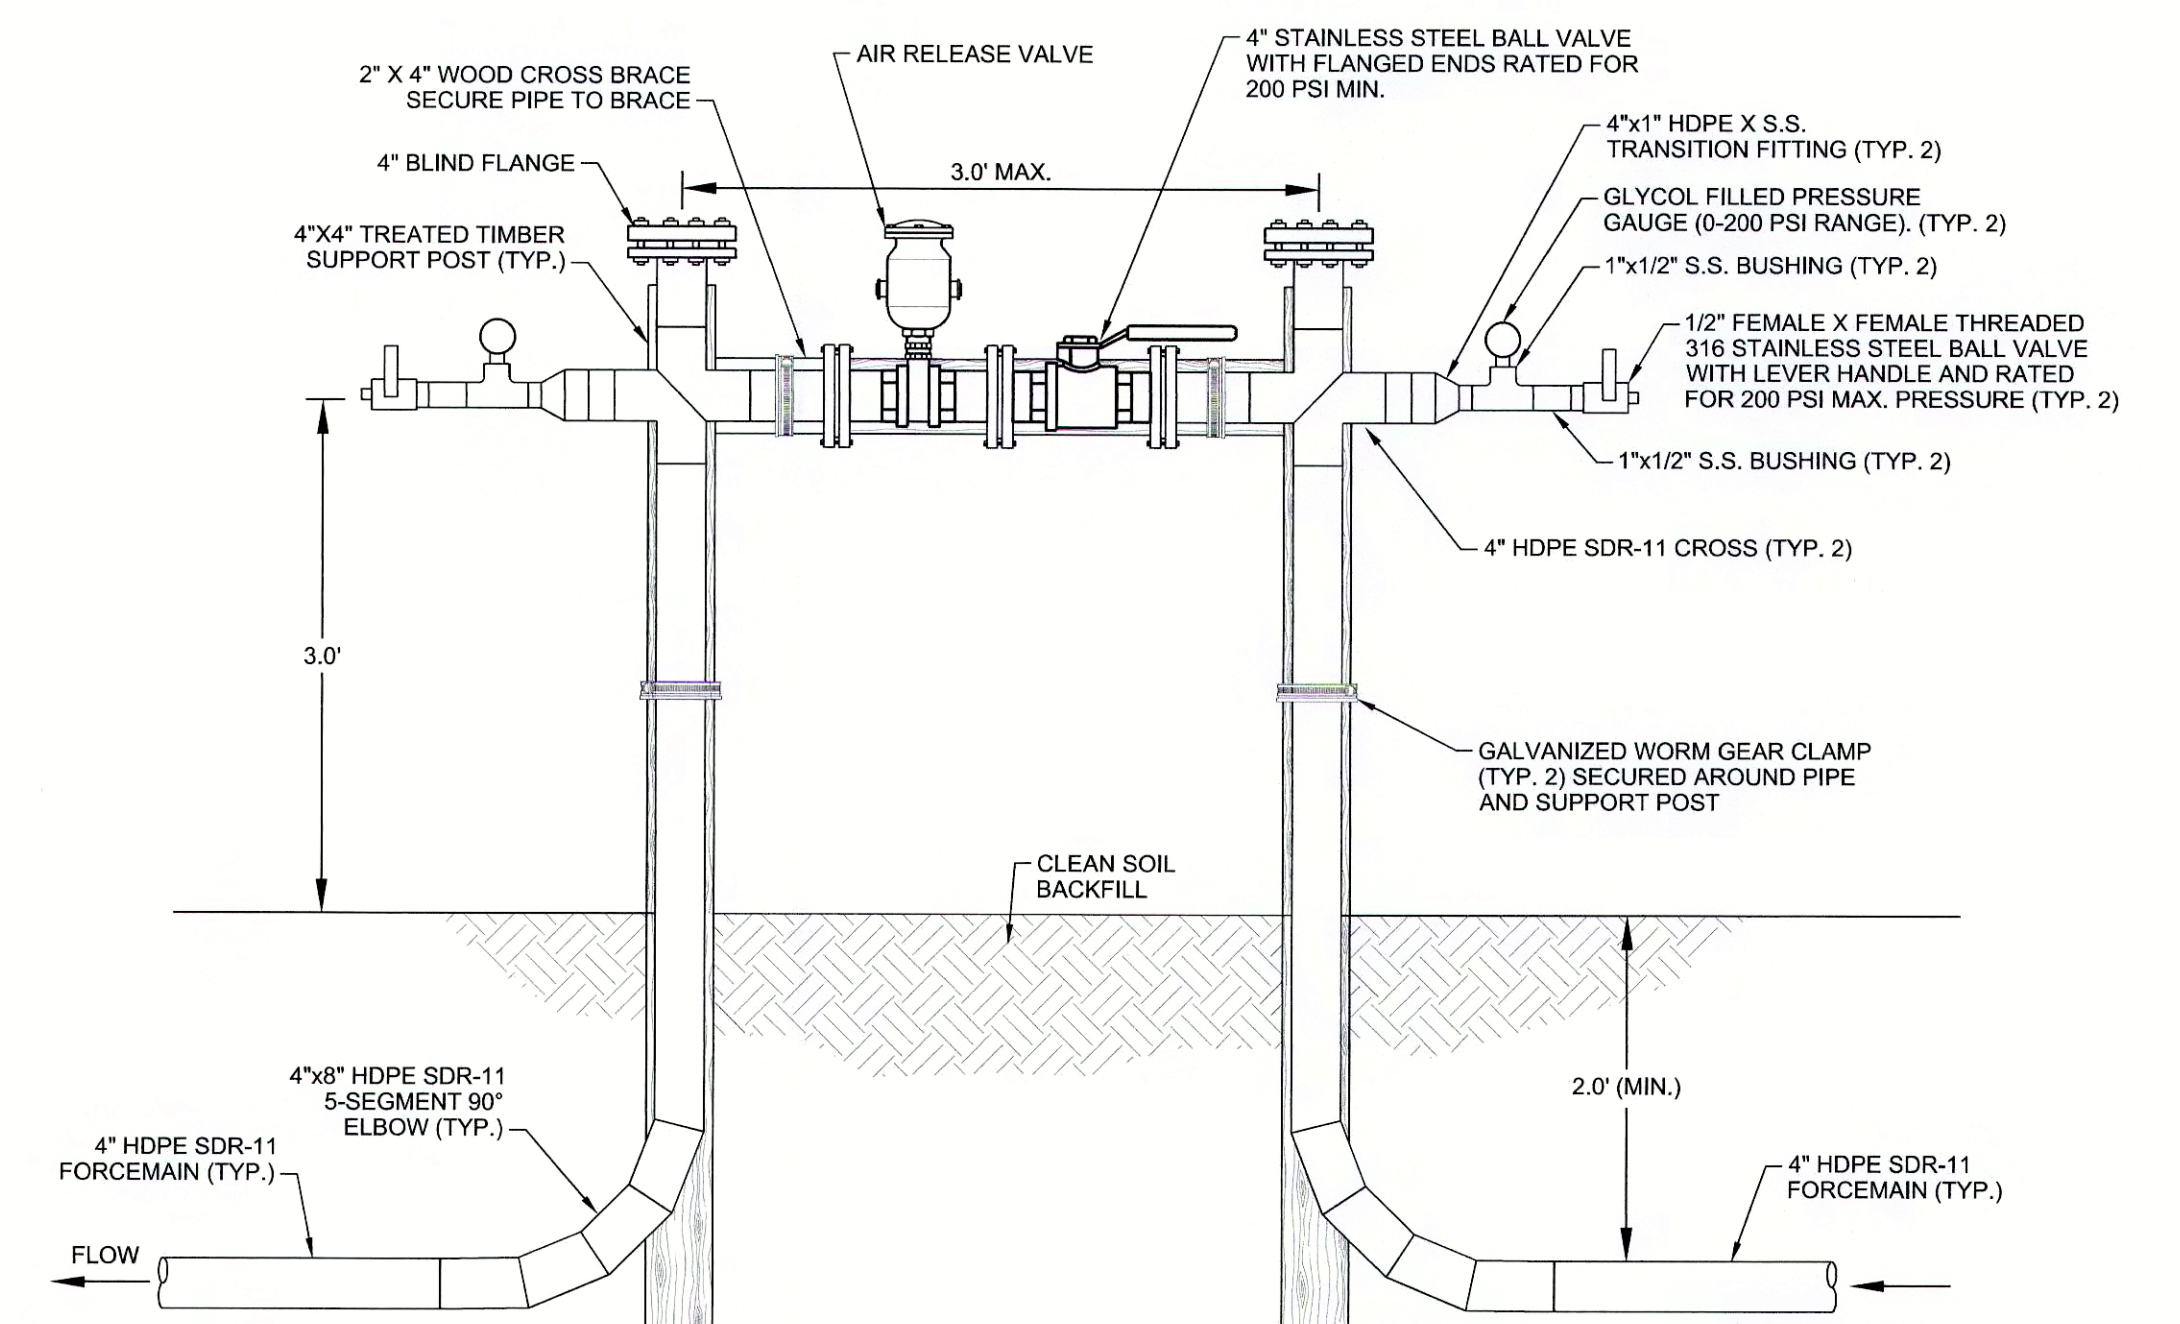 AIR RELEASE VALVE
4" STAINLESS STEEL BALL VALVE
WITH FLANGED ENDS RATED FOR
200 PSI MIN.
2" X 4" WOOD CROSS BRACE
SECURE PIPE TO BRACE
4" BLIND FLANGE
3.0' MAX.
4"x1" HDPE X S.S.
TRANSITION FITTING (TYP. 2)
GLYCOL FILLED PRESSURE
GAUGE (0-200 PSI RANGE). (TYP. 2)
4"X4" TREATED TIMBER
SUPPORT POST (TYP.)
1"x1/2" S.S. BUSHING (TYP. 2)
1/2" FEMALE X FEMALE THREADED
316 STAINLESS STEEL BALL VALVE
WITH LEVER HANDLE AND RATED
FOR 200 PSI MAX. PRESSURE (TYP. 2)
1"x1/2" S.S. BUSHING (TYP. 2)
4" HDPE SDR-11 CROSS (TYP. 2)
3.0'
GALVANIZED WORM GEAR CLAMP
(TYP. 2) SECURED AROUND PIPE
AND SUPPORT POST
CLEAN SOIL
BACKFILL
4"x8" HDPE SDR-11
5-SEGMENT 90°
ELBOW (TYP.)
2.0' (MIN.)
4" HDPE SDR-11
FORCEMAIN (TYP.)
4" HDPE SDR-11
FORCEMAIN (TYP.)
FLOW